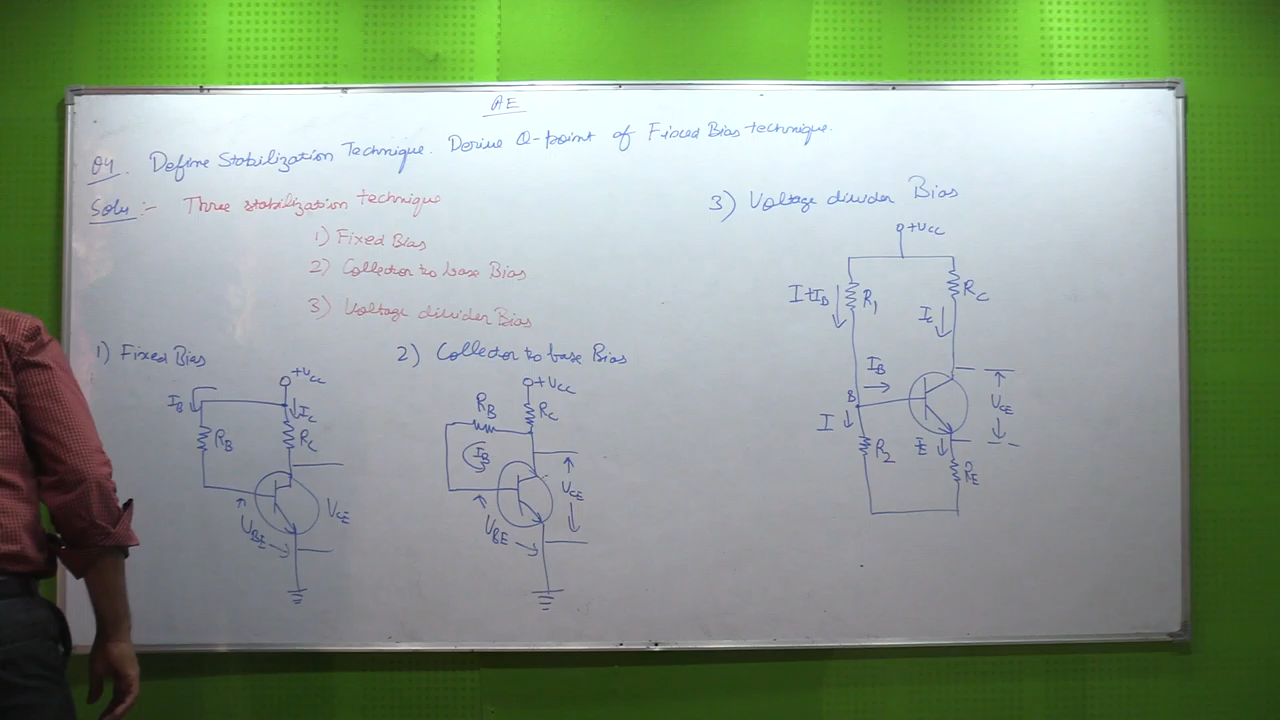 AE
Q4. Define Stabilization Technique. Derive Q-point of Fixed Bias technique.
Soln :- Three stabilization technique
1) Fixed Bias
2) Collector to base Bias
3) Voltage divider Bias
1) Fixed Bias
+VCC
IB
IC
RB
RC
VCE
VBE
2) Collector to base Bias
+VCC
RB
RC
IB
VCE
VBE
3) Voltage divider Bias
+VCC
I+IB
R1
RC
IC
IB
B
VCE
I
R2
IE
RE